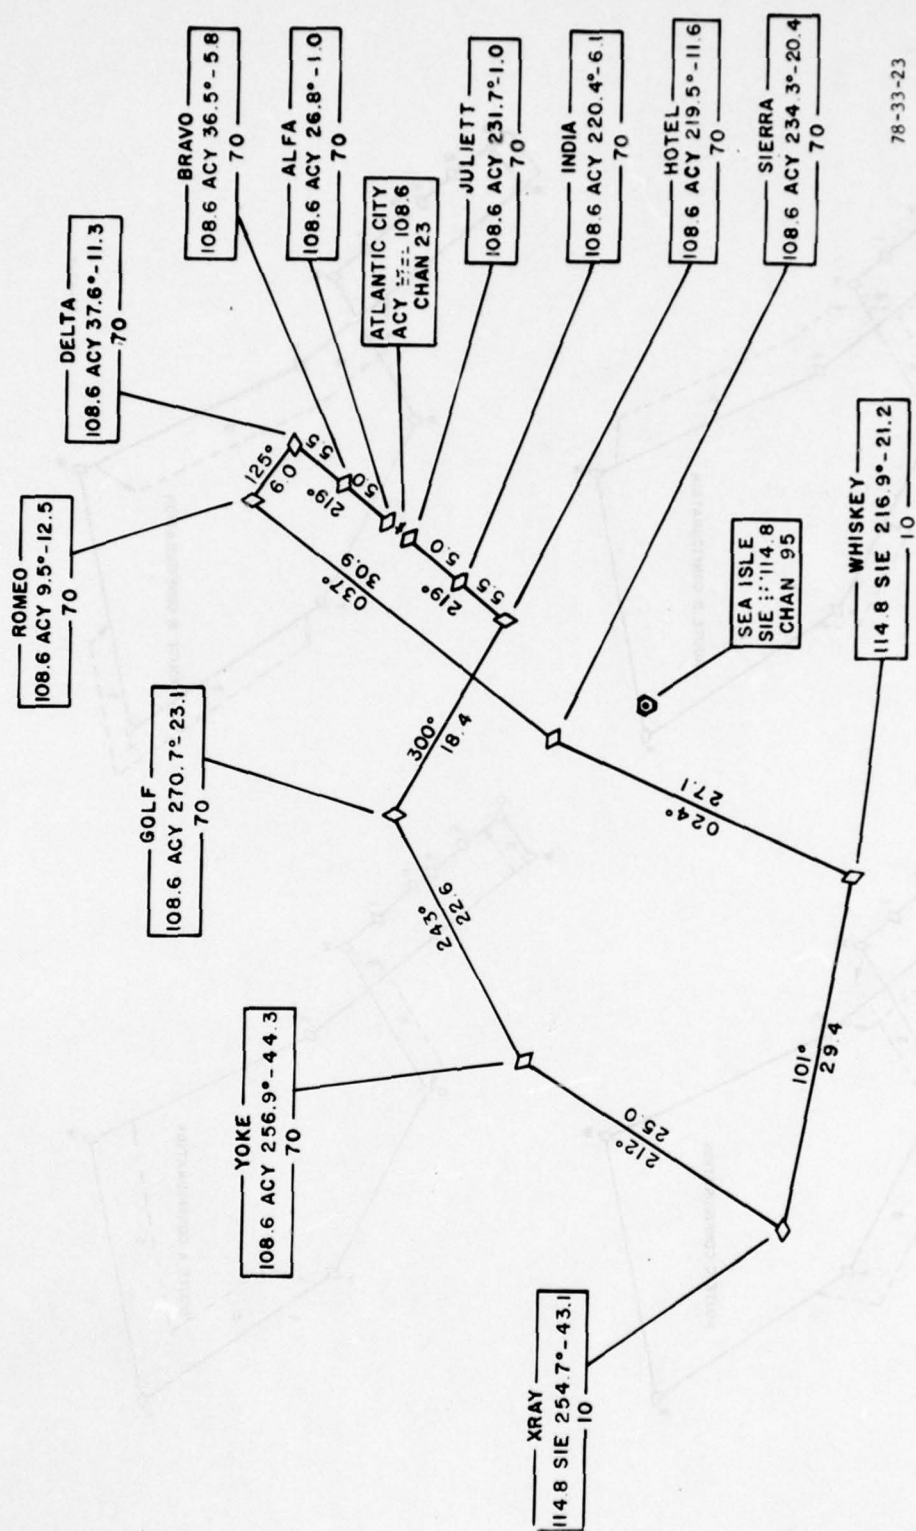 ROMEO
108.6 ACY 9.5°-12.5
70
DELTA
108.6 ACY 37.6°-11.3
70
BRAVO
108.6 ACY 36.5°-5.8
70
ALFA
108.6 ACY 26.8°-1.0
70
ATLANTIC CITY
ACY 108.6
CHAN 23
JULIETT
108.6 ACY 231.7°-1.0
70
INDIA
108.6 ACY 220.4°-6.1
70
HOTEL
108.6 ACY 219.5°-11.6
70
SIERRA
108.6 ACY 234.3°-20.4
70
GOLF
108.6 ACY 270.7°-23.1
70
YOKE
108.6 ACY 256.9°-44.3
70
XRAY
114.8 SIE 254.7°-43.1
10
WHISKEY
114.8 SIE 216.9°-21.2
10
SEA ISLE
SIE 114.8
CHAN 95
125°
6.0
5.5
219°
5.0
037°
30.9
5.0
219°
5.5
300°
18.4
243°
22.6
212°
25.0
101°
29.4
024°
27.1
78-33-23